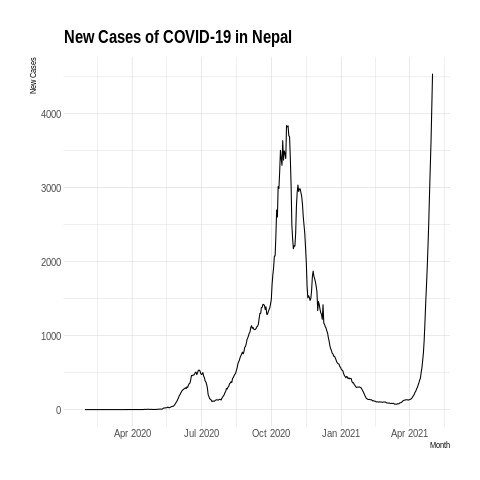 New Cases of COVID-19 in Nepal
New Cases
4000
3000
2000
1000
0
Apr 2020 Jul 2020 Oct 2020 Jan 2021 Apr 2021
Month